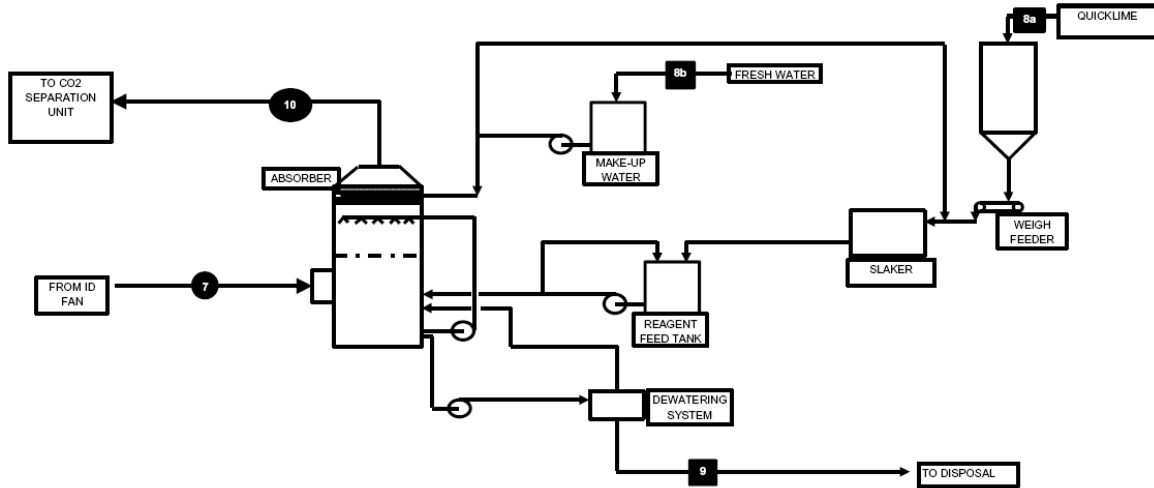 8a
QUICKLIME
TO CO2
SEPARATION
UNIT
10
8b
FRESH WATER
MAKE-UP
WATER
ABSORBER
WEIGH
FEEDER
SLAKER
FROM ID
FAN
7
REAGENT
FEED TANK
DEWATERING
SYSTEM
9
TO DISPOSAL